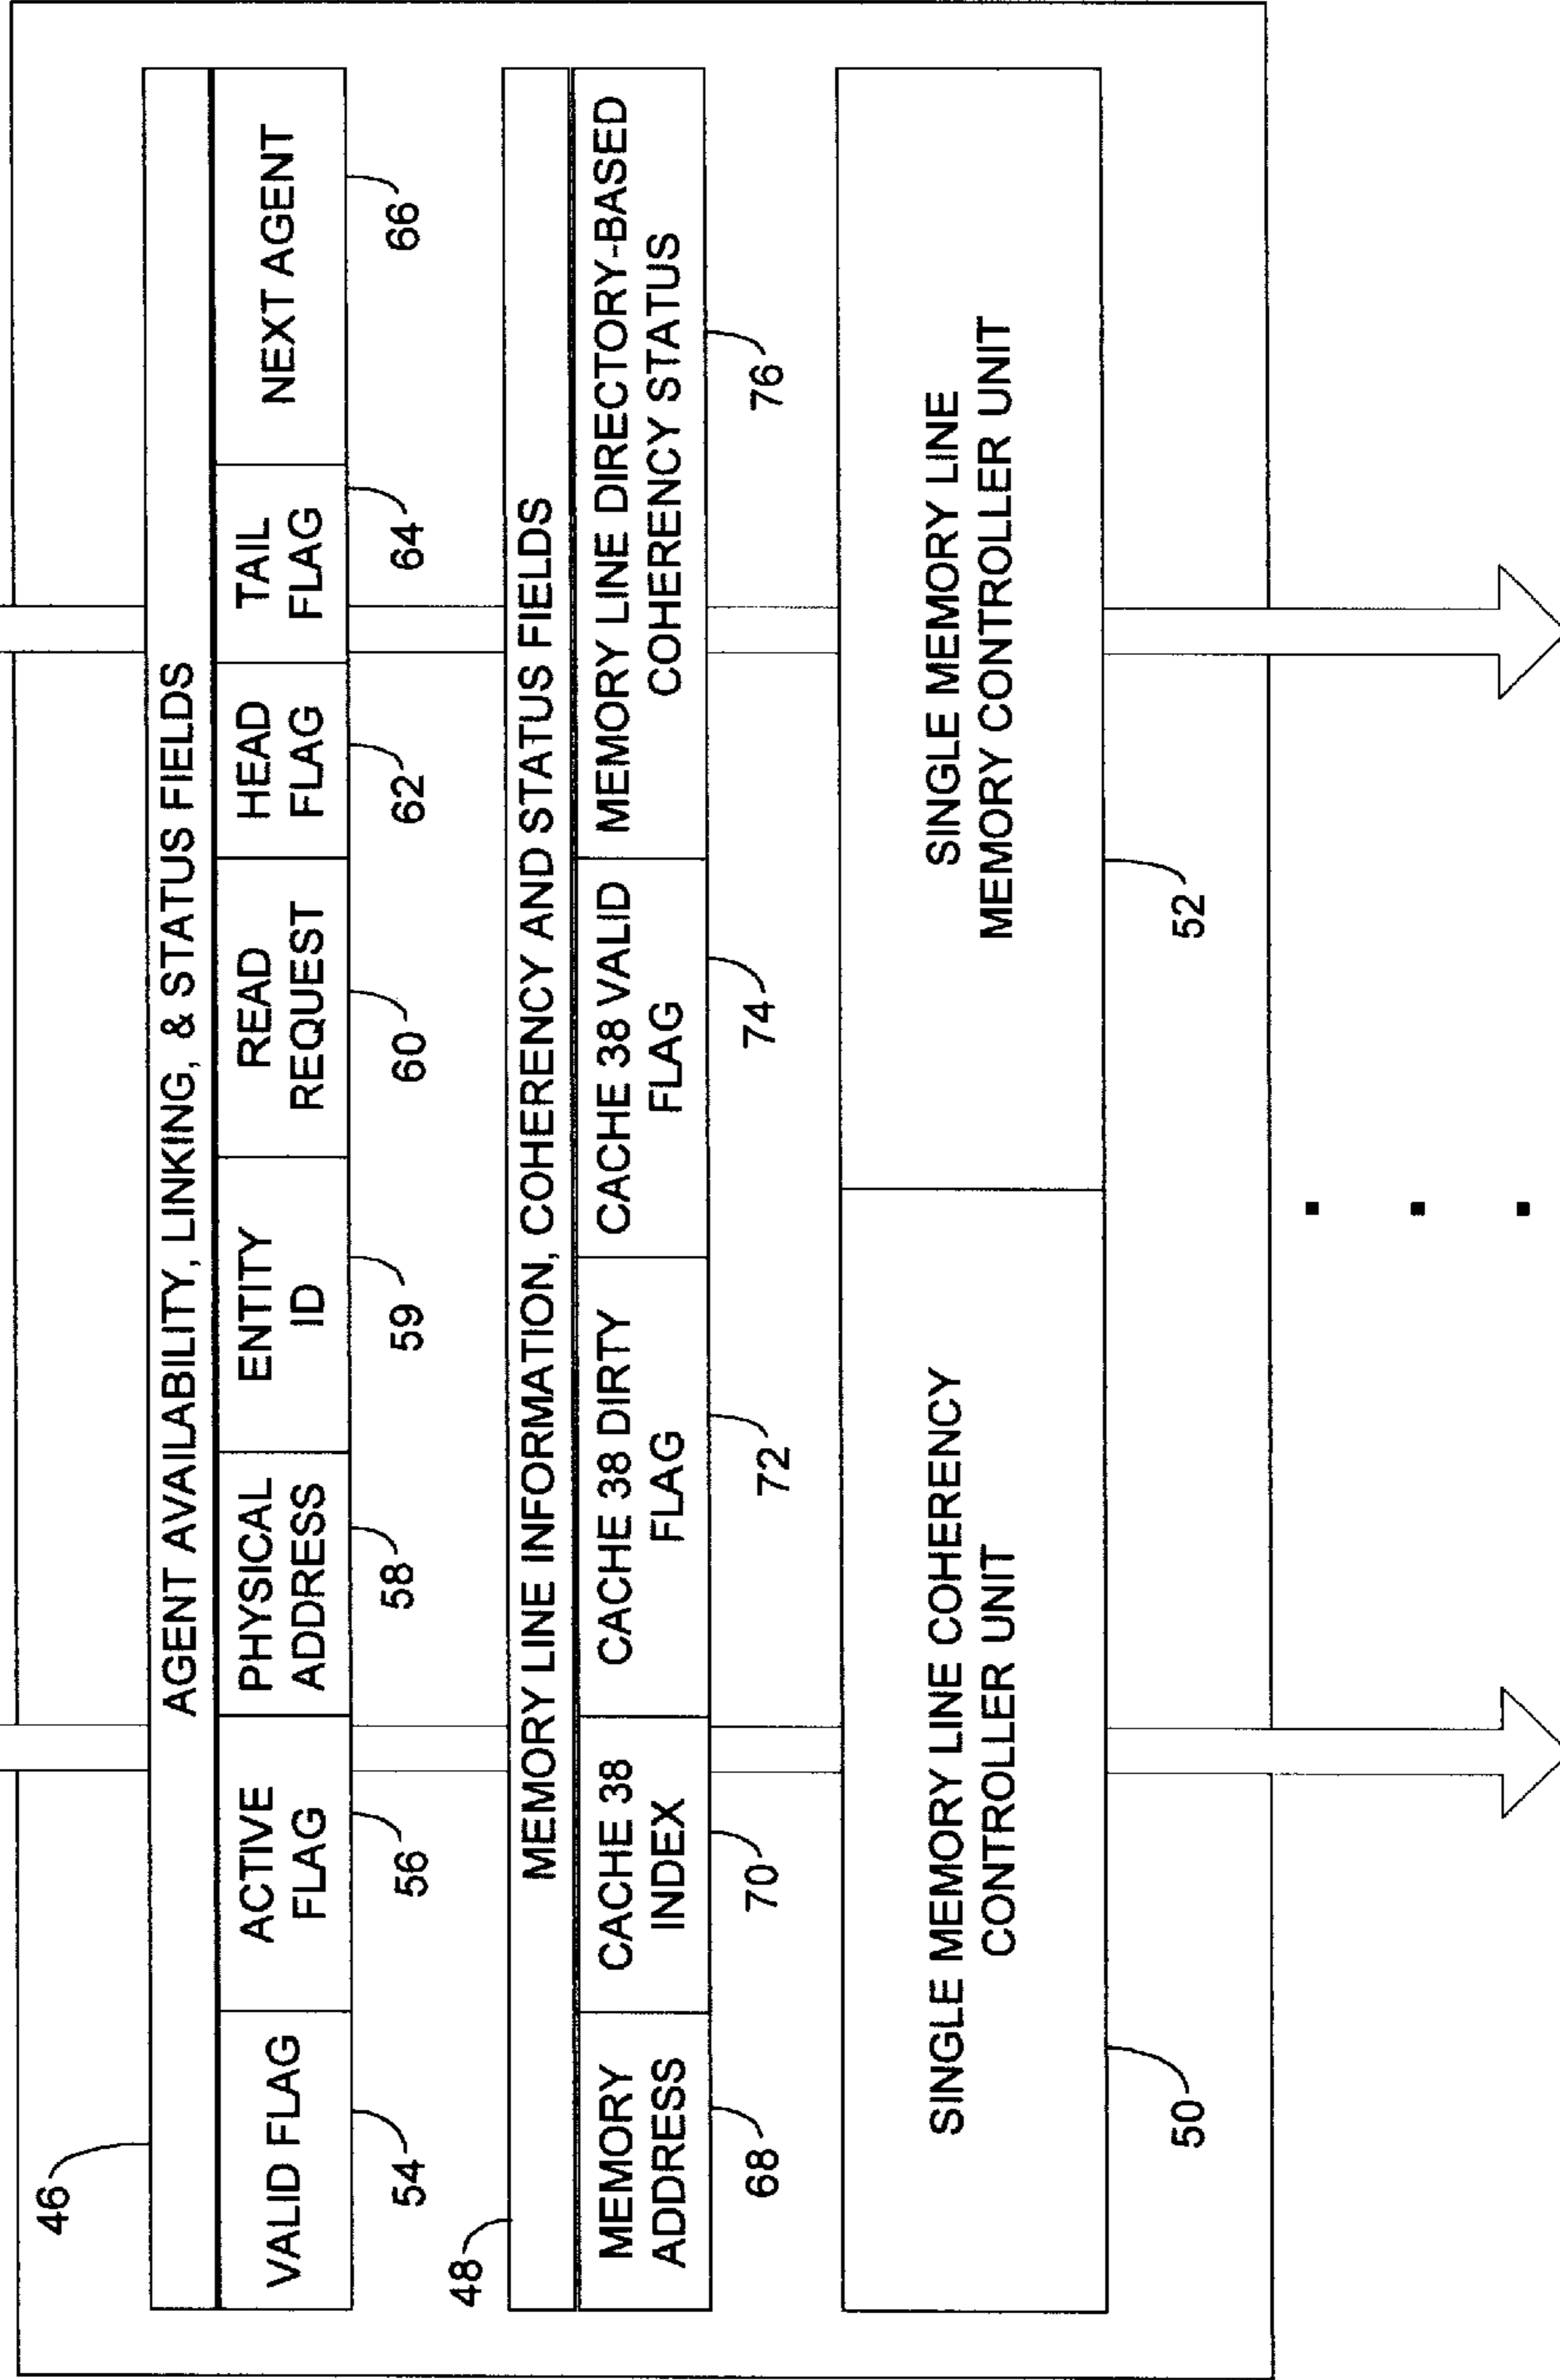 46
AGENT AVAILABILITY, LINKING, & STATUS FIELDS
VALID FLAG
ACTIVE
FLAG
PHYSICAL
ADDRESS
ENTITY
ID
READ
REQUEST
HEAD
FLAG
TAIL
FLAG
NEXT AGENT
54
56
58
59
60
62
64
66
48
MEMORY LINE INFORMATION, COHERENCY AND STATUS FIELDS
MEMORY
ADDRESS
CACHE 38
INDEX
CACHE 38 DIRTY
FLAG
CACHE 38 VALID
FLAG
MEMORY LINE DIRECTORY-BASED
COHERENCY STATUS
68
70
72
74
76
SINGLE MEMORY LINE COHERENCY
CONTROLLER UNIT
SINGLE MEMORY LINE
MEMORY CONTROLLER UNIT
50
52